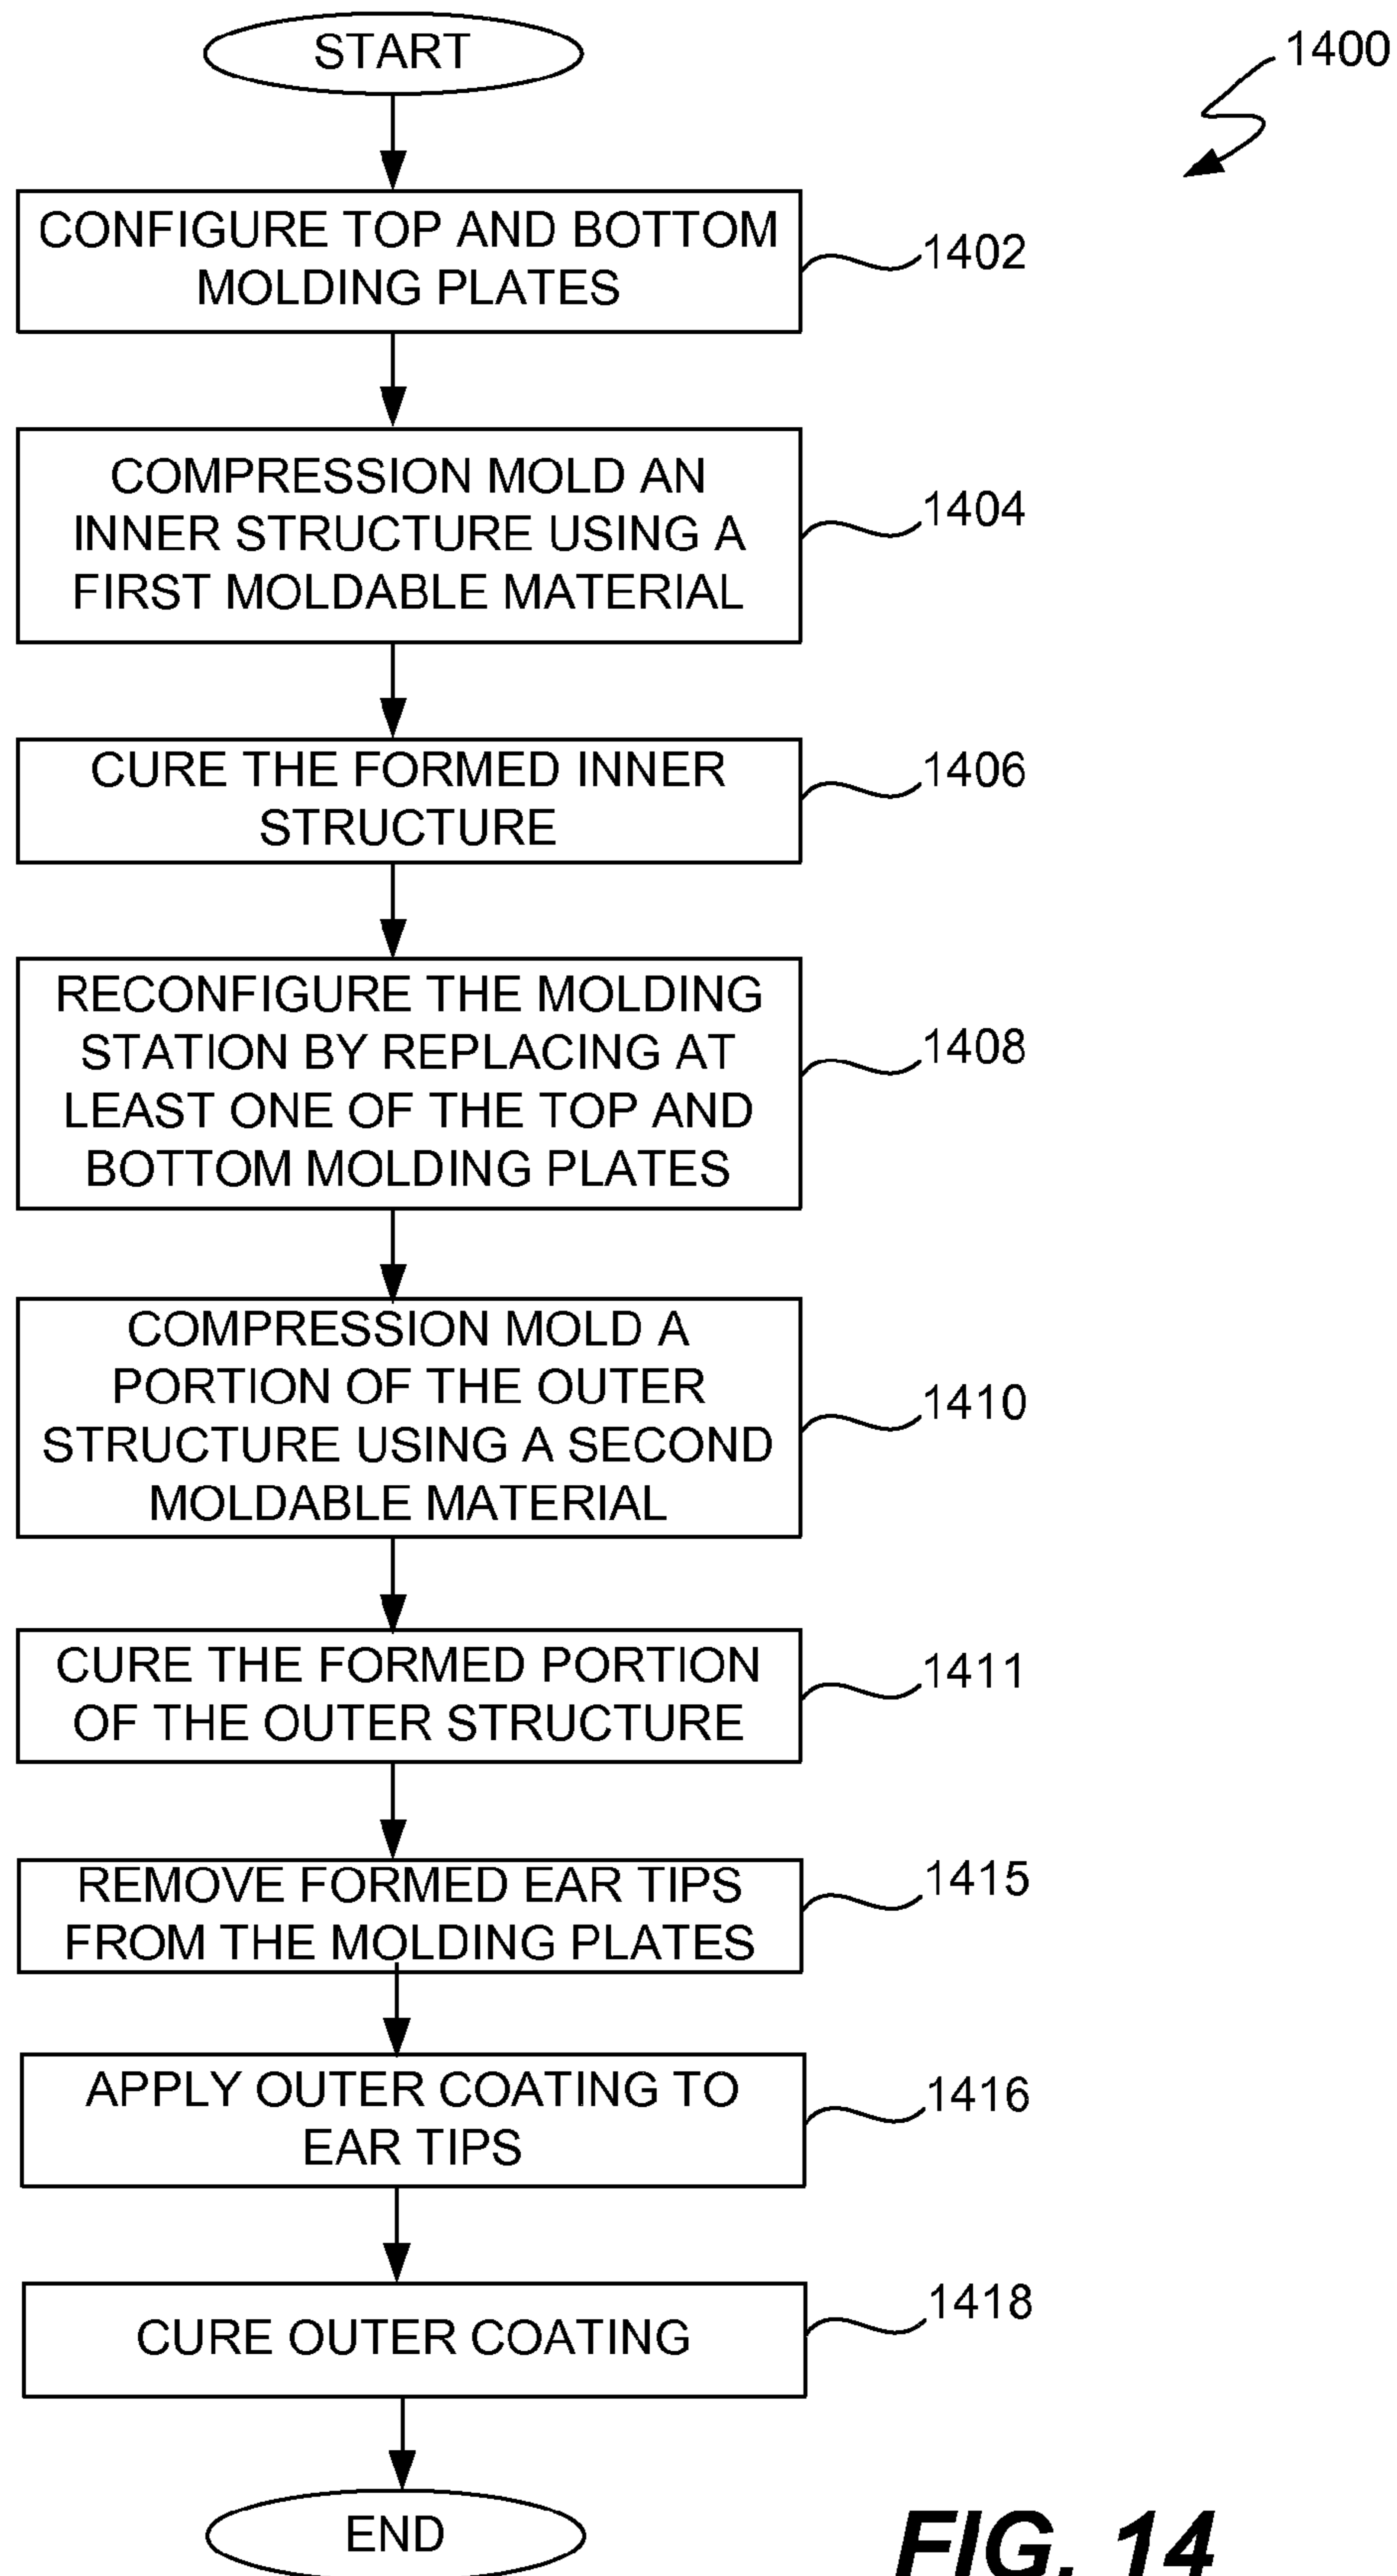 START
1400
CONFIGURE TOP AND BOTTOM
MOLDING PLATES
1402
COMPRESSION MOLD AN
INNER STRUCTURE USING A
FIRST MOLDABLE MATERIAL
1404
CURE THE FORMED INNER
STRUCTURE
1406
RECONFIGURE THE MOLDING
STATION BY REPLACING AT
LEAST ONE OF THE TOP AND
BOTTOM MOLDING PLATES
1408
COMPRESSION MOLD A
PORTION OF THE OUTER
STRUCTURE USING A SECOND
MOLDABLE MATERIAL
1410
CURE THE FORMED PORTION
OF THE OUTER STRUCTURE
1411
REMOVE FORMED EAR TIPS
FROM THE MOLDING PLATES
1415
APPLY OUTER COATING TO
EAR TIPS
1416
CURE OUTER COATING
1418
END
FIG. 14